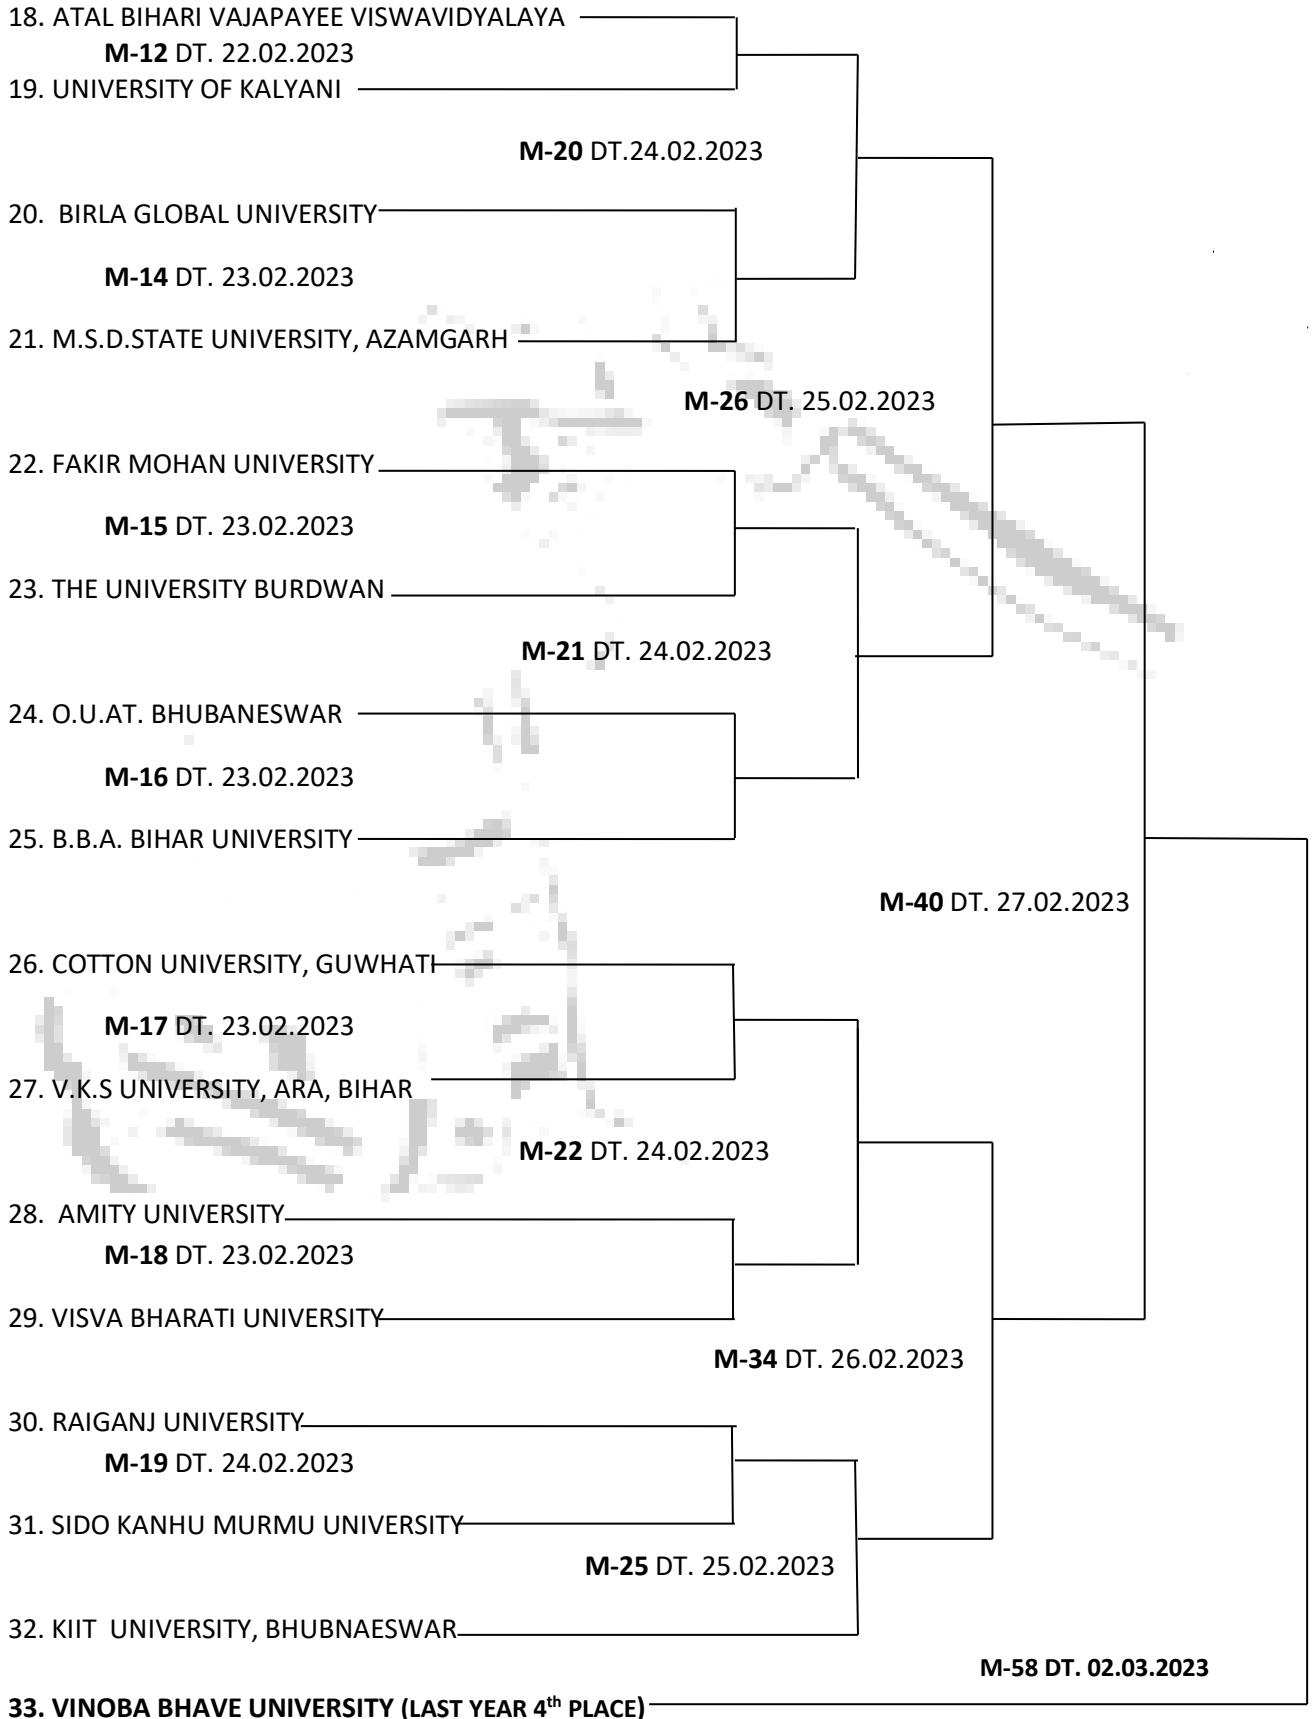 18. ATAL BIHARI VAJAPAYEE VISWAVIDYALAYA
M-12 DT. 22.02.2023
19. UNIVERSITY OF KALYANI
M-20 DT.24.02.2023
20. BIRLA GLOBAL UNIVERSITY
M-14 DT. 23.02.2023
21. M.S.D.STATE UNIVERSITY, AZAMGARH
M-26 DT. 25.02.2023
22. FAKIR MOHAN UNIVERSITY
M-15 DT. 23.02.2023
23. THE UNIVERSITY BURDWAN
M-21 DT. 24.02.2023
24. O.U.AT. BHUBANESWAR
M-16 DT. 23.02.2023
25. B.B.A. BIHAR UNIVERSITY
M-40 DT. 27.02.2023
26. COTTON UNIVERSITY, GUWHATI
M-17 DT. 23.02.2023
27. V.K.S UNIVERSITY, ARA, BIHAR
M-22 DT. 24.02.2023
28. AMITY UNIVERSITY
M-18 DT. 23.02.2023
29. VISVA BHARATI UNIVERSITY
M-34 DT. 26.02.2023
30. RAIGANJ UNIVERSITY
M-19 DT. 24.02.2023
31. SIDO KANHU MURMU UNIVERSITY
M-25 DT. 25.02.2023
32. KIIT UNIVERSITY, BHUBNAESWAR
M-58 DT. 02.03.2023
33. VINOBA BHAVE UNIVERSITY (LAST YEAR 4th PLACE)